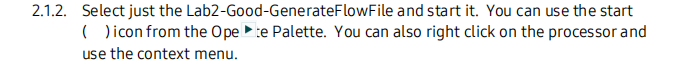 2.1.2. Select just the Lab2-Good-GenerateFlowFile and start it. You can use the start
( ) icon from the Ope te Palette. You can also right click on the processor and
use the context menu.